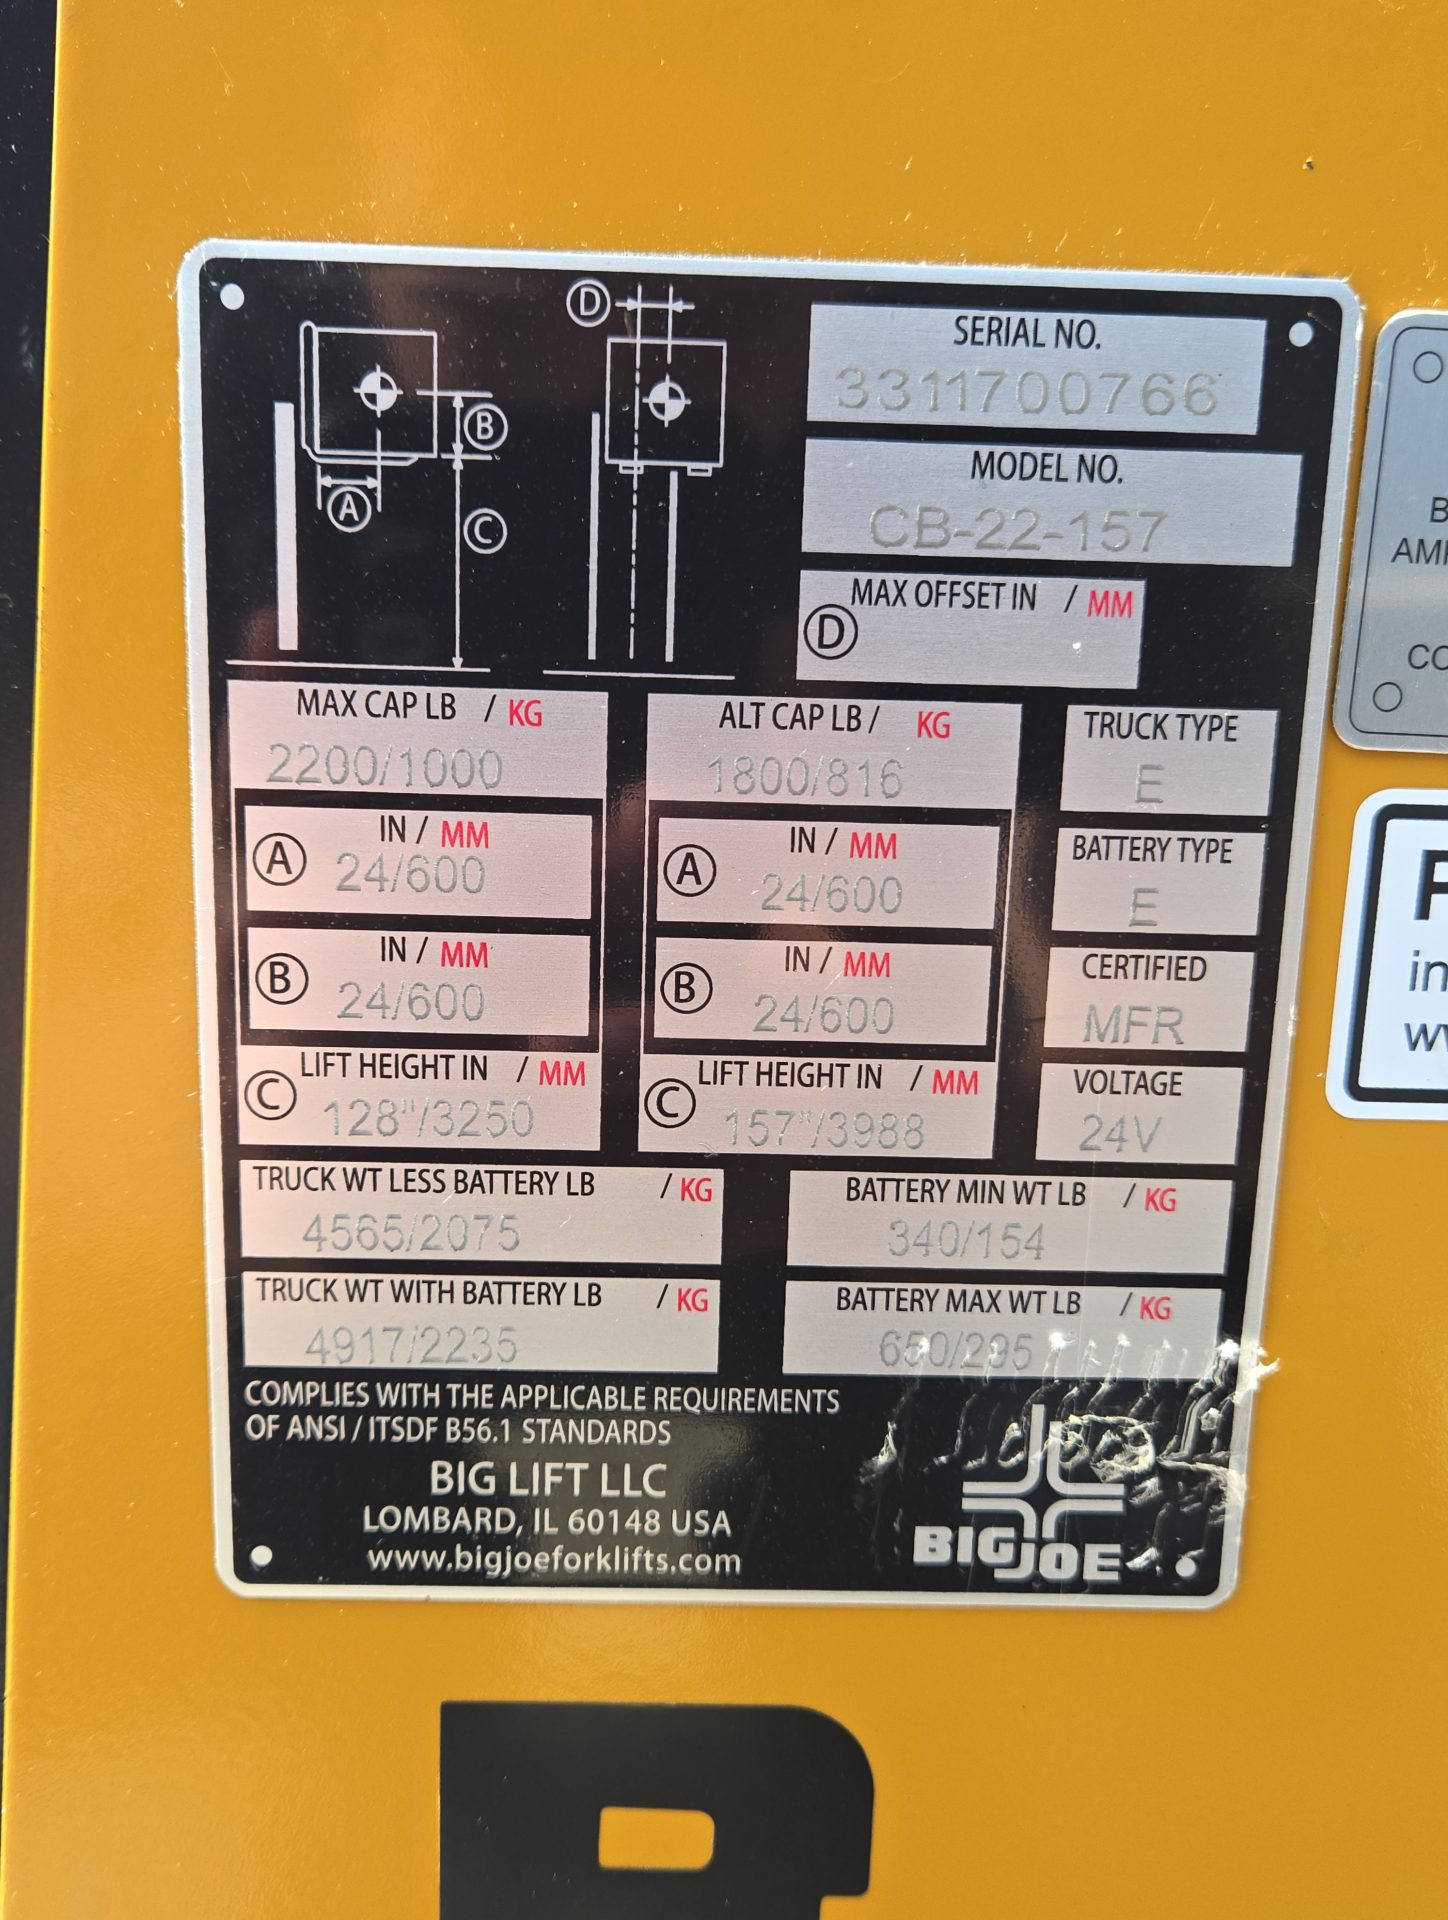 D
B
A
C
SERIAL NO.
3311700766
MODEL NO.
CB-22-157
MAX OFFSET IN / MM
D
MAX CAP LB / KG
2200/1000
A IN / MM
24/600
B IN / MM
24/600
C LIFT HEIGHT IN / MM
128"/3250
ALT CAP LB / KG
1800/816
A IN / MM
24/600
B IN / MM
24/600
C LIFT HEIGHT IN / MM
157"/3988
TRUCK TYPE
E
BATTERY TYPE
E
CERTIFIED
MFR
VOLTAGE
24V
TRUCK WT LESS BATTERY LB / KG
4565/2075
BATTERY MIN WT LB / KG
340/154
TRUCK WT WITH BATTERY LB / KG
4917/2235
BATTERY MAX WT LB / KG
650/295
COMPLIES WITH THE APPLICABLE REQUIREMENTS
OF ANSI / ITSDF B56.1 STANDARDS
BIG LIFT LLC
LOMBARD, IL 60148 USA
www.bigjoeforklifts.com
BIG JOE